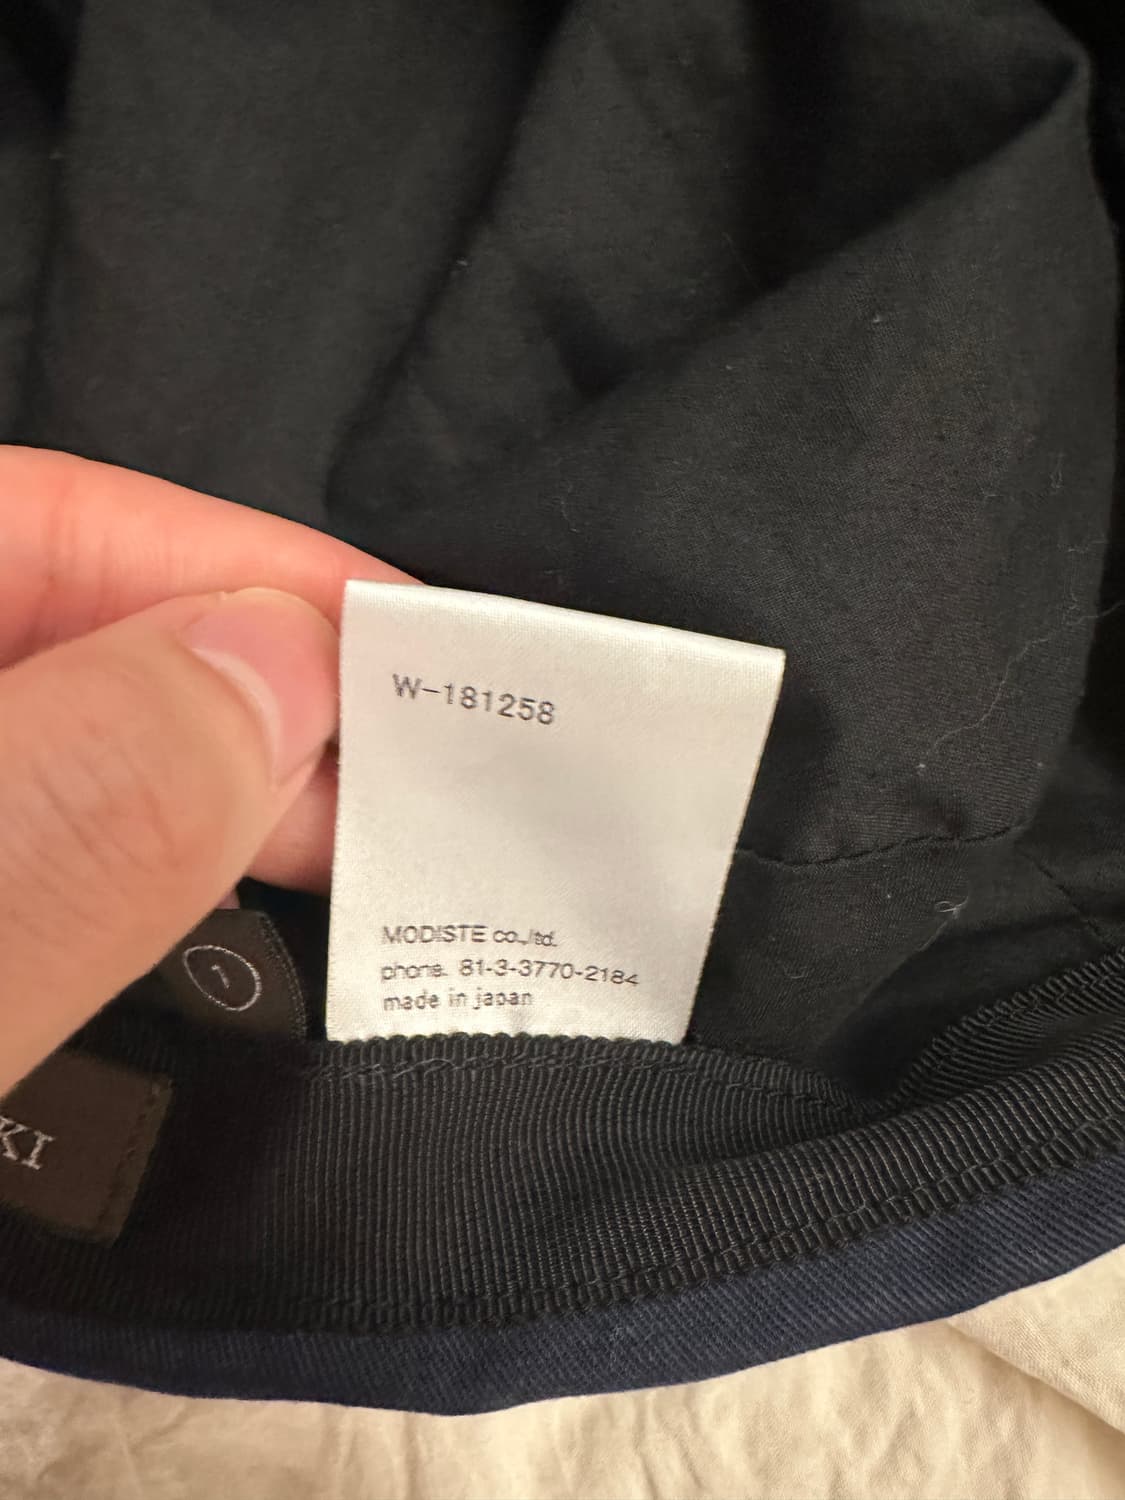 W-181258
MODISTE co.,ltd.
phone. 81-3-3770-2184
made in japan
1
KI